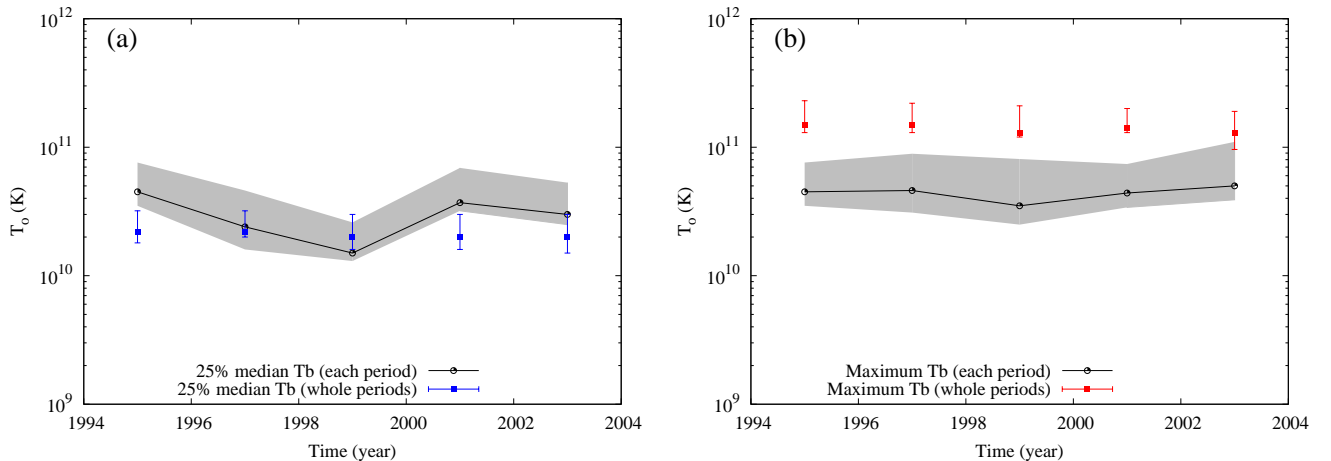 (a)
10^12
10^11
10^10
10^9
T_o (K)
1994 1996 1998 2000 2002 2004
Time (year)
25% median Tb (each period)
25% median Tb (whole periods)
(b)
10^12
10^11
10^10
10^9
T_o (K)
1994 1996 1998 2000 2002 2004
Time (year)
Maximum Tb (each period)
Maximum Tb (whole periods)